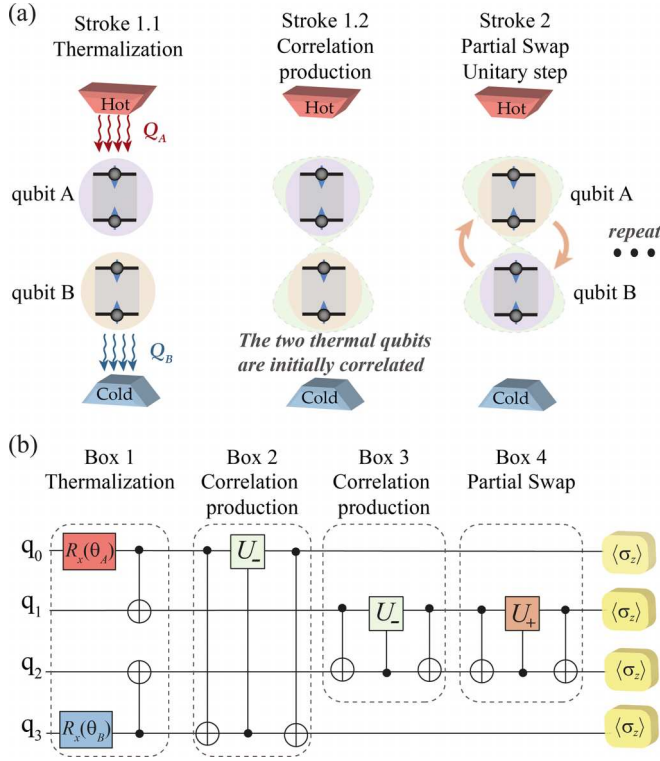 (a)
Stroke 1.1
Thermalization
Stroke 1.2
Correlation
production
Stroke 2
Partial Swap
Unitary step
Hot
Hot
Hot
Q_A
qubit A
qubit A
repeat
• • •
qubit B
qubit B
Q_B
The two thermal qubits
are initially correlated
Cold
Cold
Cold
(b)
Box 1
Thermalization
Box 2
Correlation
production
Box 3
Correlation
production
Box 4
Partial Swap
q₀
R_x(θ_A)
U_-
⟨σ_z⟩
q₁
U_-
U_+
⟨σ_z⟩
q₂
⟨σ_z⟩
q₃
R_x(θ_B)
⟨σ_z⟩